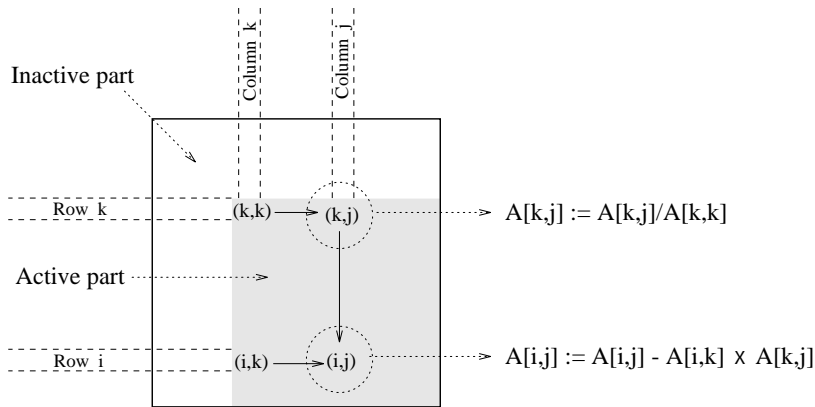 Column k
Column j
Inactive part
Row k
(k,k)
(k,j)
A[k,j] := A[k,j]/A[k,k]
Active part
Row i
(i,k)
(i,j)
A[i,j] := A[i,j] - A[i,k] x A[k,j]